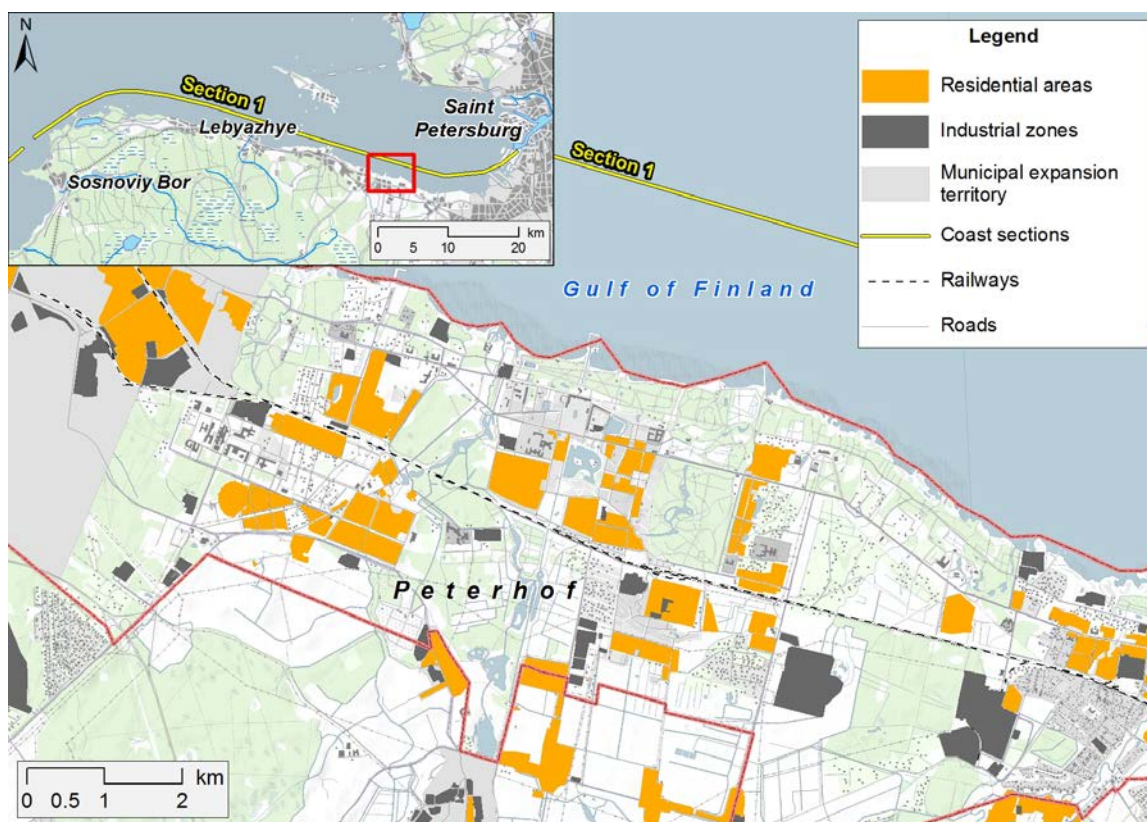 N
Section 1
Lebyazhye
Saint
Petersburg
Sosnoviy Bor
km
0 5 10 20
Section 1
Legend
Residential areas
Industrial zones
Municipal expansion
territory
Coast sections
Railways
Roads
Gulf of Finland
Peterhof
km
0 0.5 1 2